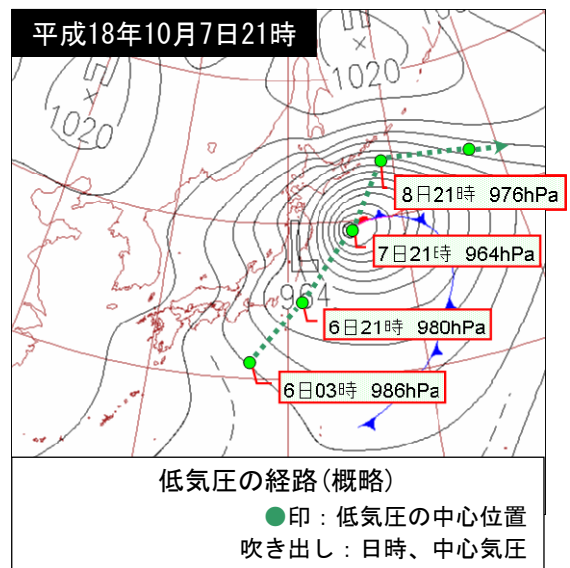 平成18年10月7日21時
H
×
1020
H
×
1020
8日21時 976hPa
7日21時 964hPa
L
964
6日21時 980hPa
6日03時 986hPa
低気圧の経路(概略)
●印：低気圧の中心位置
吹き出し：日時、中心気圧